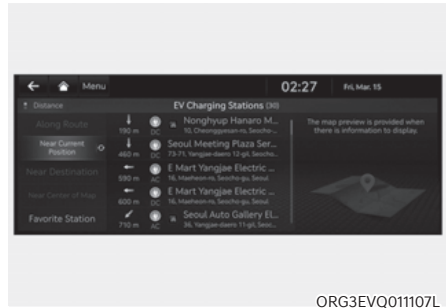 Menu
02:27
Fri, Mar. 15
Distance
EV Charging Stations (30)
Along Route
Near Current
Position
Near Destination
Near Center of Map
Favorite Station
190 m
DC
Nonghyup Hanaro M...
10, Cheonggyesan-ro, Seocho-...
460 m
DC
Seoul Meeting Plaza Ser...
73-71, Yangjae-daero 12-gil, Seocho...
590 m
AC
E Mart Yangjae Electric ...
16, Maeheon-ro, Seocho-gu, Seoul
600 m
DC
E Mart Yangjae Electric ...
16, Maeheon-ro, Seocho-gu, Seoul
710 m
AC
Seoul Auto Gallery El...
36, Yangjae-daero 11-gil, Seoc...
The map preview is provided when
there is information to display.
ORG3EVQ011107L